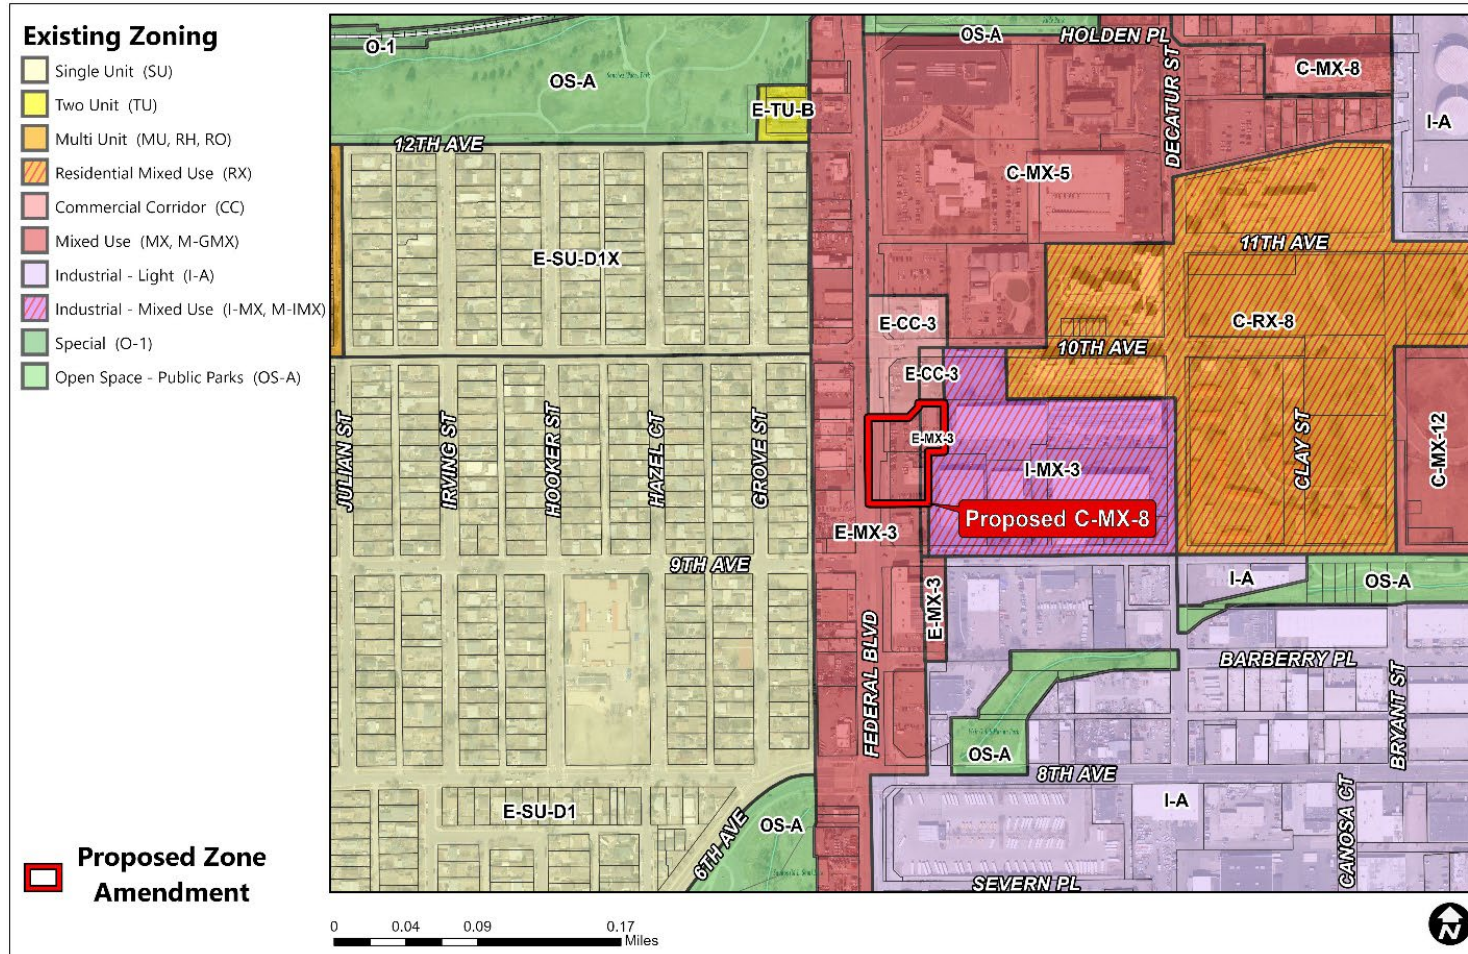 Existing Zoning
Single Unit (SU)
Two Unit (TU)
Multi Unit (MU, RH, RO)
Residential Mixed Use (RX)
Commercial Corridor (CC)
Mixed Use (MX, M-GMX)
Industrial - Light (I-A)
Industrial - Mixed Use (I-MX, M-IMX)
Special (O-1)
Open Space - Public Parks (OS-A)
Proposed Zone
Amendment
O-1
OS-A
E-TU-B
12TH AVE
OS-A
HOLDEN PL
DECATUR ST
C-MX-8
I-A
C-MX-5
E-SU-D1X
11TH AVE
E-CC-3
C-RX-8
10TH AVE
E-CC-3
JULIAN ST
IRVING ST
HOOKER ST
HAZEL CT
GROVE ST
E-MX-3
I-MX-3
CLAY ST
C-MX-12
Proposed C-MX-8
E-MX-3
9TH AVE
I-A
OS-A
E-MX-3
FEDERAL BLVD
BARBERRY PL
BRYANT ST
OS-A
8TH AVE
E-SU-D1
6TH AVE
OS-A
I-A
CANOSA CT
SEVERN PL
0 0.04 0.09 0.17
Miles
N